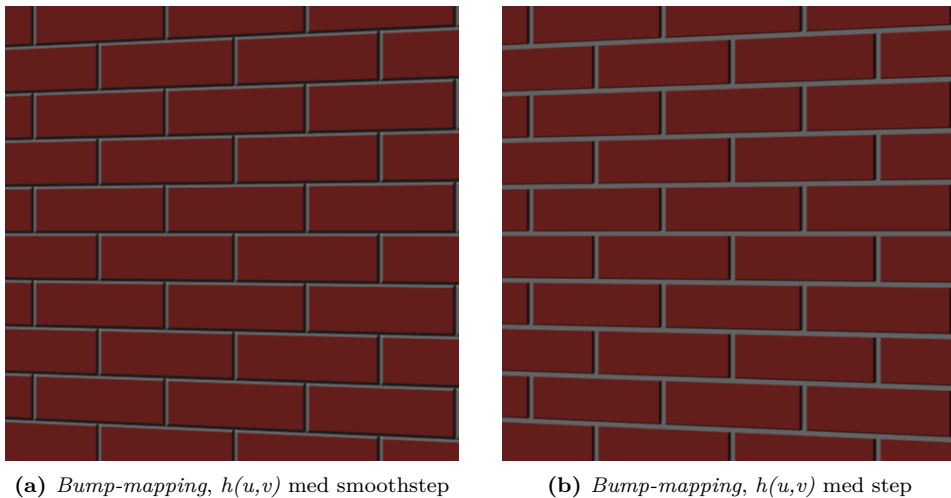 (a) Bump-mapping, h(u,v) med smoothstep
(b) Bump-mapping, h(u,v) med step